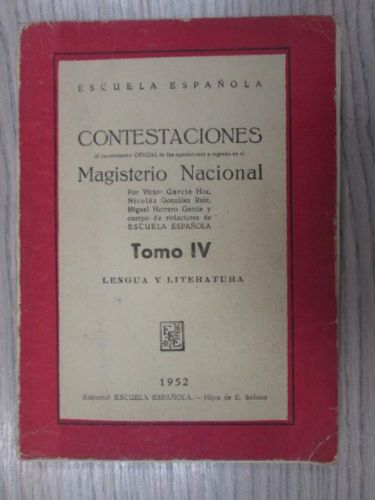 ESCUELA ESPAÑOLA
CONTESTACIONES
al cuestionario OFICIAL de las oposiciones a ingreso en el
Magisterio Nacional
Por Víctor García Hoz,
Nicolás González Ruiz,
Miguel Herrero García y
cuerpo de redactores de
ESCUELA ESPAÑOLA
Tomo IV
LENGUA Y LITERATURA
1952
Editorial ESCUELA ESPAÑOLA.—Hijos de E. Solana